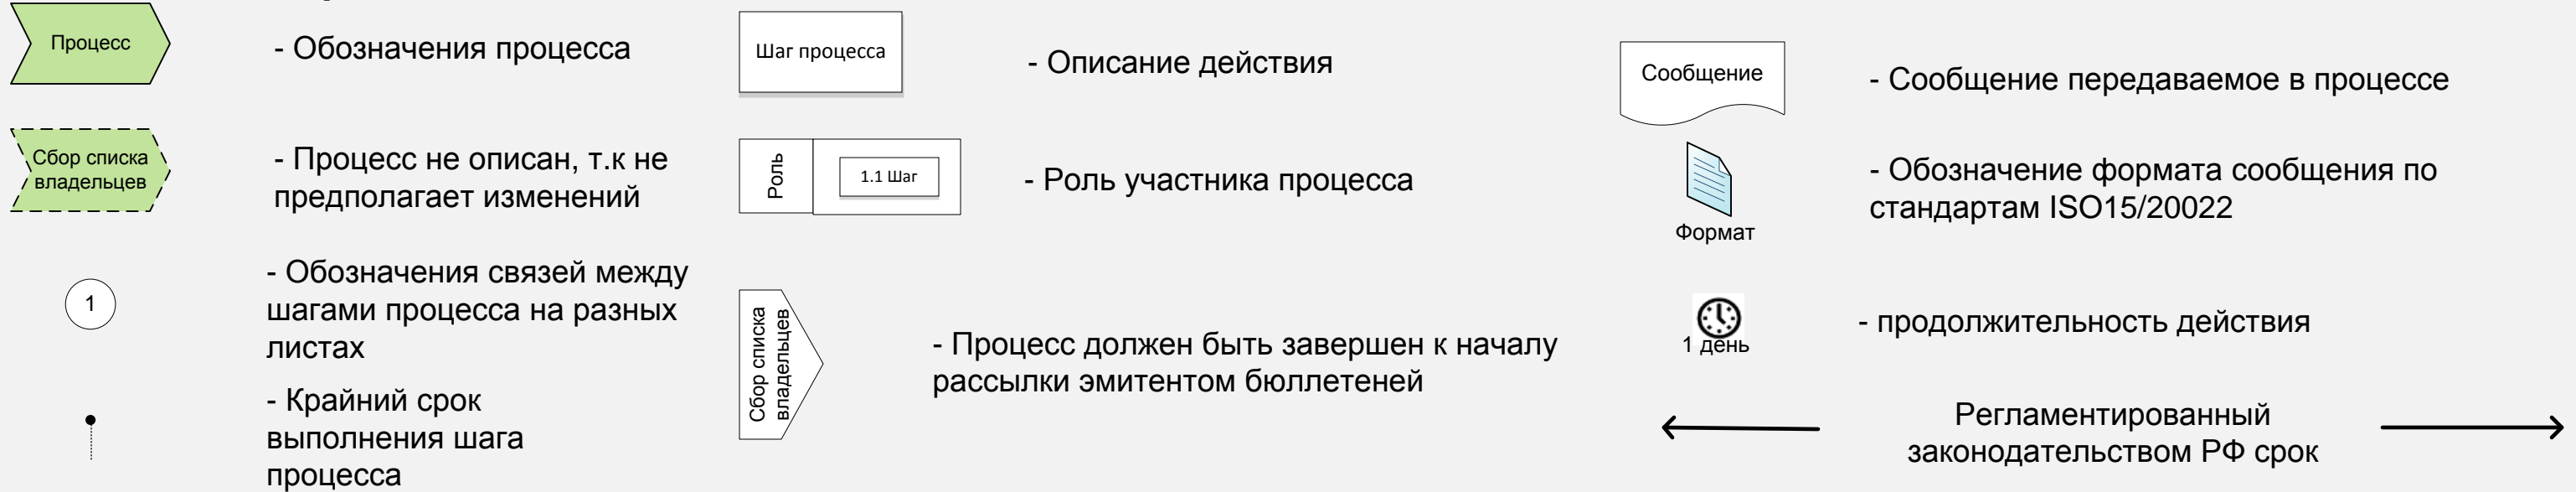 Процесс
- Обозначения процесса
Сбор списка
владельцев
- Процесс не описан, т.к не
предполагает изменений
1
- Обозначения связей между
шагами процесса на разных
листах
- Крайний срок
выполнения шага
процесса
Шаг процесса
- Описание действия
Роль
1.1 Шаг
- Роль участника процесса
Сбор списка
владельцев
- Процесс должен быть завершен к началу
рассылки эмитентом бюллетеней
Сообщение
- Сообщение передаваемое в процессе
Формат
- Обозначение формата сообщения по
стандартам ISO15/20022
1 день
- продолжительность действия
Регламентированный
законодательством РФ срок